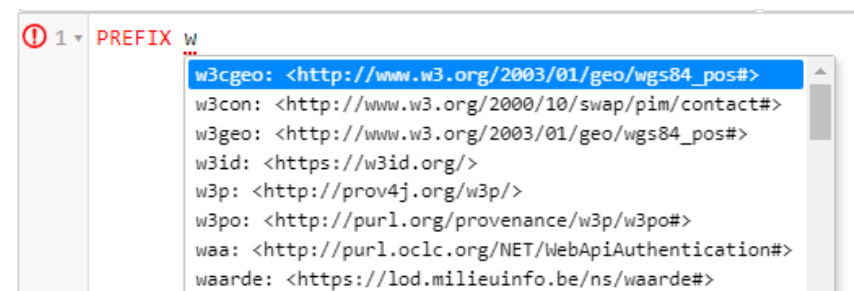 1 PREFIX w
w3cgeo: <http://www.w3.org/2003/01/geo/wgs84_pos#>
w3con: <http://www.w3.org/2000/10/swap/pim/contact#>
w3geo: <http://www.w3.org/2003/01/geo/wgs84_pos#>
w3id: <https://w3id.org/>
w3p: <http://prov4j.org/w3p/>
w3po: <http://purl.org/provenance/w3p/w3po#>
waa: <http://purl.oclc.org/NET/WebApiAuthentication#>
waarde: <https://lod.milieuinfo.be/ns/waarde#>